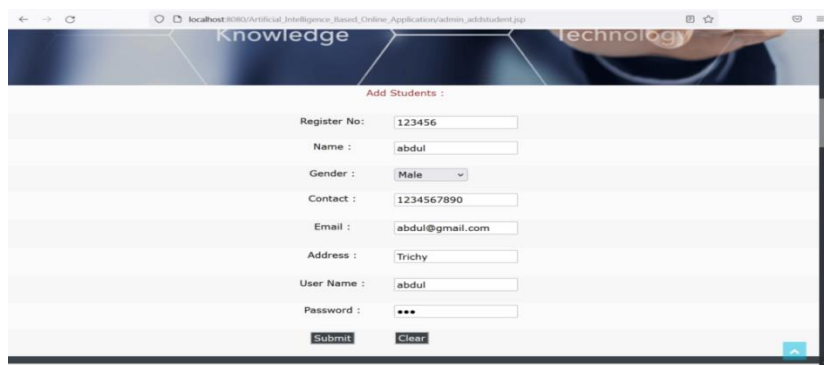 localhost:8080/Artificial_Intelligence_Based_Online_Application/admin_addstudent.jsp
Knowledge Technology
Add Students :
Register No: 123456
Name : abdul
Gender : Male
Contact : 1234567890
Email : abdul@gmail.com
Address : Trichy
User Name : abdul
Password : •••
Submit Clear